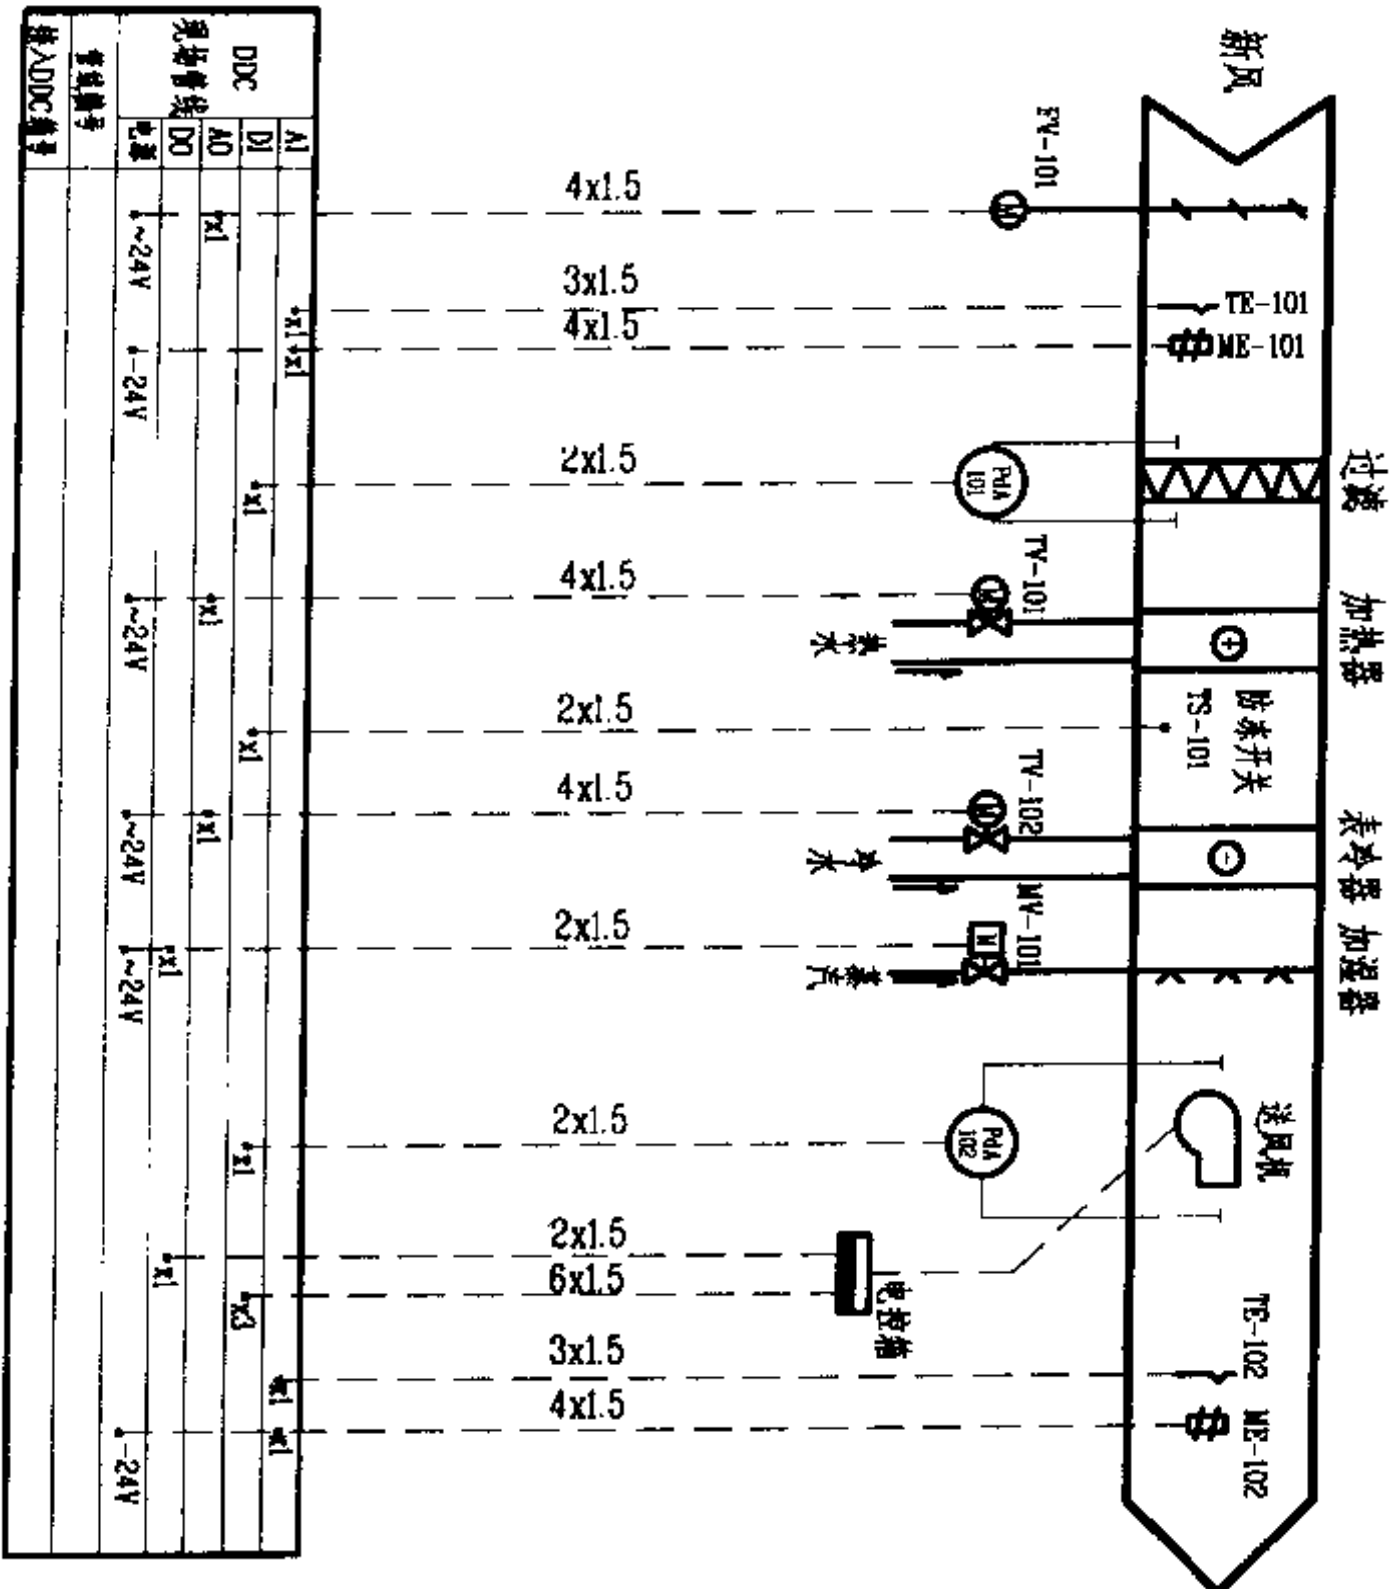 新风
过滤
加热器
表冷器
加湿器
FV-101
TE-101
ME-101
PdA
101
TV-101
热水
防冻开关
TS-101
TV-102
冷水
MV-101
蒸汽
送风机
PdA
102
电控箱
TE-102
ME-102
4x1.5
3x1.5
4x1.5
2x1.5
4x1.5
2x1.5
4x1.5
2x1.5
2x1.5
2x1.5
6x1.5
3x1.5
4x1.5
DDC
现场管线
AI
x1
x1
x1
x1
DI
x1
x1
x1
x3
AO
x1
x1
x1
DO
x1
x1
电源
~24V
-24V
~24V
~24V
~24V
-24V
管线编号
接入DDC编号